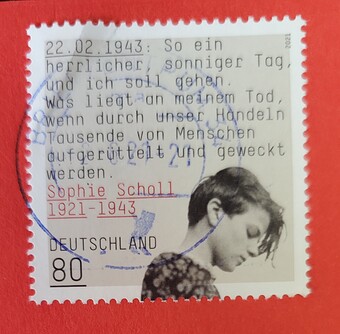 22.02.1943: So ein
herrlicher, sonniger Tag,
und ich soll gehen.
Was liegt an meinem Tod,
wenn durch unser Handeln
Tausende von Menschen
aufgerüttelt und geweckt
werden.
Sophie Scholl
1921-1943
DEUTSCHLAND
80
2021